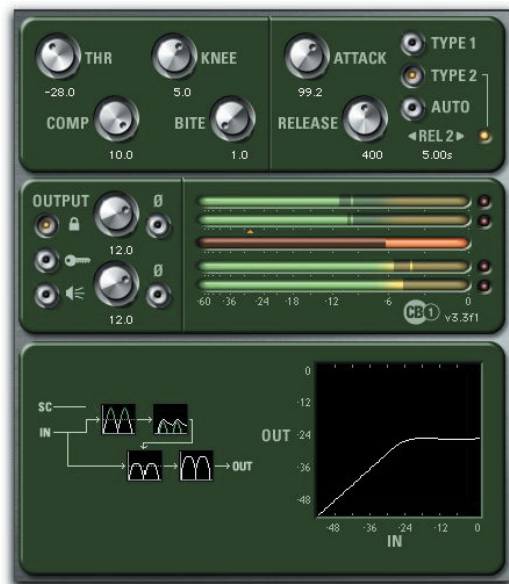 THR
-28.0
KNEE
5.0
ATTACK
99.2
TYPE 1
TYPE 2
AUTO
COMP
10.0
BITE
1.0
RELEASE
400
◄REL 2►
5.00s
OUTPUT
Ø
12.0
Ø
12.0
-60 -36 -24 -18 -12 -6 0
CB1
v3.3f1
SC
IN
OUT
OUT
0
-12
-24
-36
-48
-48 -36 -24 -12 0
IN